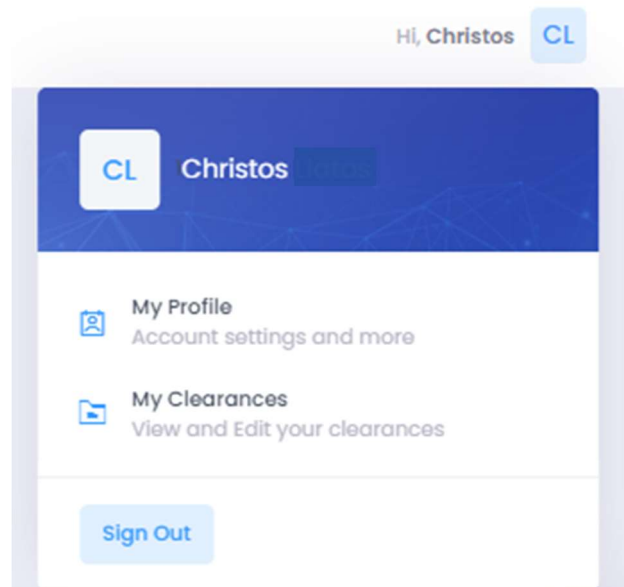 Hi, Christos CL
CL Christos
My Profile
Account settings and more
My Clearances
View and Edit your clearances
Sign Out